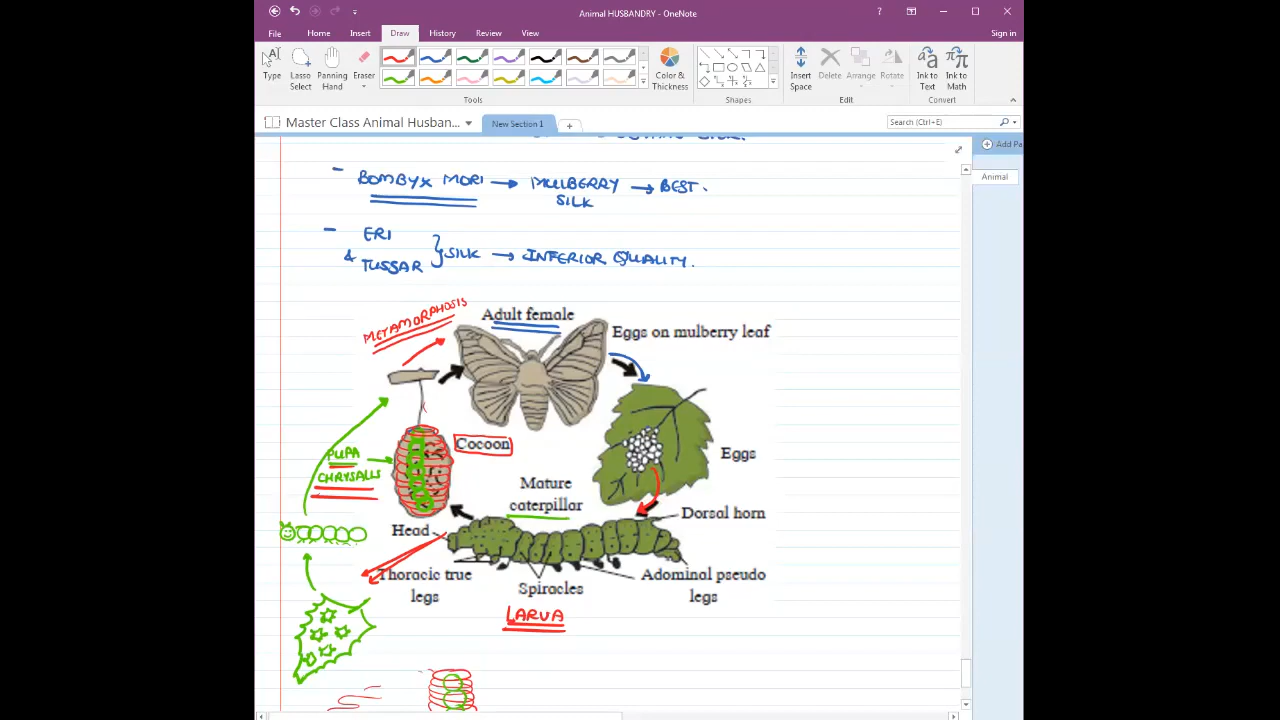 Animal HUSBANDRY - OneNote
?
Sign in
File Home Insert Draw History Review View
Type
Lasso Select
Panning Hand
Eraser
Color & Thickness
Insert Space
Delete
Arrange
Rotate
Ink to Text
Ink to Math
Tools
Shapes
Edit
Convert
Master Class Animal Husban...
New Section 1
Search (Ctrl+E)
Add Pa
Animal
- BOMBYX MORI → MULBERRY SILK → BEST.
- ERI & TUSSAR } SILK → INFERIOR QUALITY.
METAMORPHOSIS
Adult female
Eggs on mulberry leaf
Cocoon
PUPA
CHRYSALLS
Eggs
Mature
caterpillar
Dorsal horn
Head
Thoracic true
legs
Spiracles
Adominal pseudo
legs
LARVA